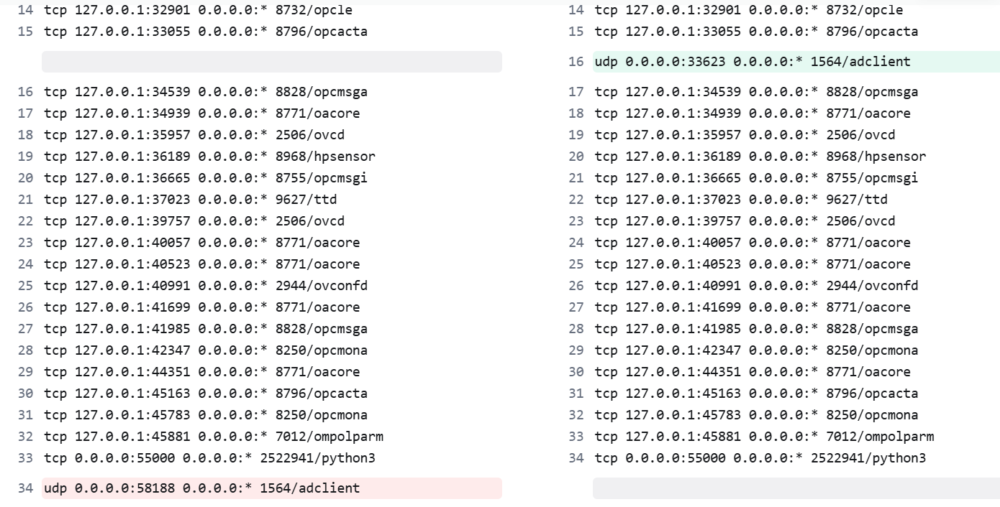 14 tcp 127.0.0.1:32901 0.0.0.0:* 8732/opcle
15 tcp 127.0.0.1:33055 0.0.0.0:* 8796/opcacta
16 tcp 127.0.0.1:34539 0.0.0.0:* 8828/opcmsga
17 tcp 127.0.0.1:34939 0.0.0.0:* 8771/oacore
18 tcp 127.0.0.1:35957 0.0.0.0:* 2506/ovcd
19 tcp 127.0.0.1:36189 0.0.0.0:* 8968/hpsensor
20 tcp 127.0.0.1:36665 0.0.0.0:* 8755/opcmsgi
21 tcp 127.0.0.1:37023 0.0.0.0:* 9627/ttd
22 tcp 127.0.0.1:39757 0.0.0.0:* 2506/ovcd
23 tcp 127.0.0.1:40057 0.0.0.0:* 8771/oacore
24 tcp 127.0.0.1:40523 0.0.0.0:* 8771/oacore
25 tcp 127.0.0.1:40991 0.0.0.0:* 2944/ovconfd
26 tcp 127.0.0.1:41699 0.0.0.0:* 8771/oacore
27 tcp 127.0.0.1:41985 0.0.0.0:* 8828/opcmsga
28 tcp 127.0.0.1:42347 0.0.0.0:* 8250/opcmona
29 tcp 127.0.0.1:44351 0.0.0.0:* 8771/oacore
30 tcp 127.0.0.1:45163 0.0.0.0:* 8796/opcacta
31 tcp 127.0.0.1:45783 0.0.0.0:* 8250/opcmona
32 tcp 127.0.0.1:45881 0.0.0.0:* 7012/ompolparm
33 tcp 0.0.0.0:55000 0.0.0.0:* 2522941/python3
34 udp 0.0.0.0:58188 0.0.0.0:* 1564/adclient
14 tcp 127.0.0.1:32901 0.0.0.0:* 8732/opcle
15 tcp 127.0.0.1:33055 0.0.0.0:* 8796/opcacta
16 udp 0.0.0.0:33623 0.0.0.0:* 1564/adclient
17 tcp 127.0.0.1:34539 0.0.0.0:* 8828/opcmsga
18 tcp 127.0.0.1:34939 0.0.0.0:* 8771/oacore
19 tcp 127.0.0.1:35957 0.0.0.0:* 2506/ovcd
20 tcp 127.0.0.1:36189 0.0.0.0:* 8968/hpsensor
21 tcp 127.0.0.1:36665 0.0.0.0:* 8755/opcmsgi
22 tcp 127.0.0.1:37023 0.0.0.0:* 9627/ttd
23 tcp 127.0.0.1:39757 0.0.0.0:* 2506/ovcd
24 tcp 127.0.0.1:40057 0.0.0.0:* 8771/oacore
25 tcp 127.0.0.1:40523 0.0.0.0:* 8771/oacore
26 tcp 127.0.0.1:40991 0.0.0.0:* 2944/ovconfd
27 tcp 127.0.0.1:41699 0.0.0.0:* 8771/oacore
28 tcp 127.0.0.1:41985 0.0.0.0:* 8828/opcmsga
29 tcp 127.0.0.1:42347 0.0.0.0:* 8250/opcmona
30 tcp 127.0.0.1:44351 0.0.0.0:* 8771/oacore
31 tcp 127.0.0.1:45163 0.0.0.0:* 8796/opcacta
32 tcp 127.0.0.1:45783 0.0.0.0:* 8250/opcmona
33 tcp 127.0.0.1:45881 0.0.0.0:* 7012/ompolparm
34 tcp 0.0.0.0:55000 0.0.0.0:* 2522941/python3